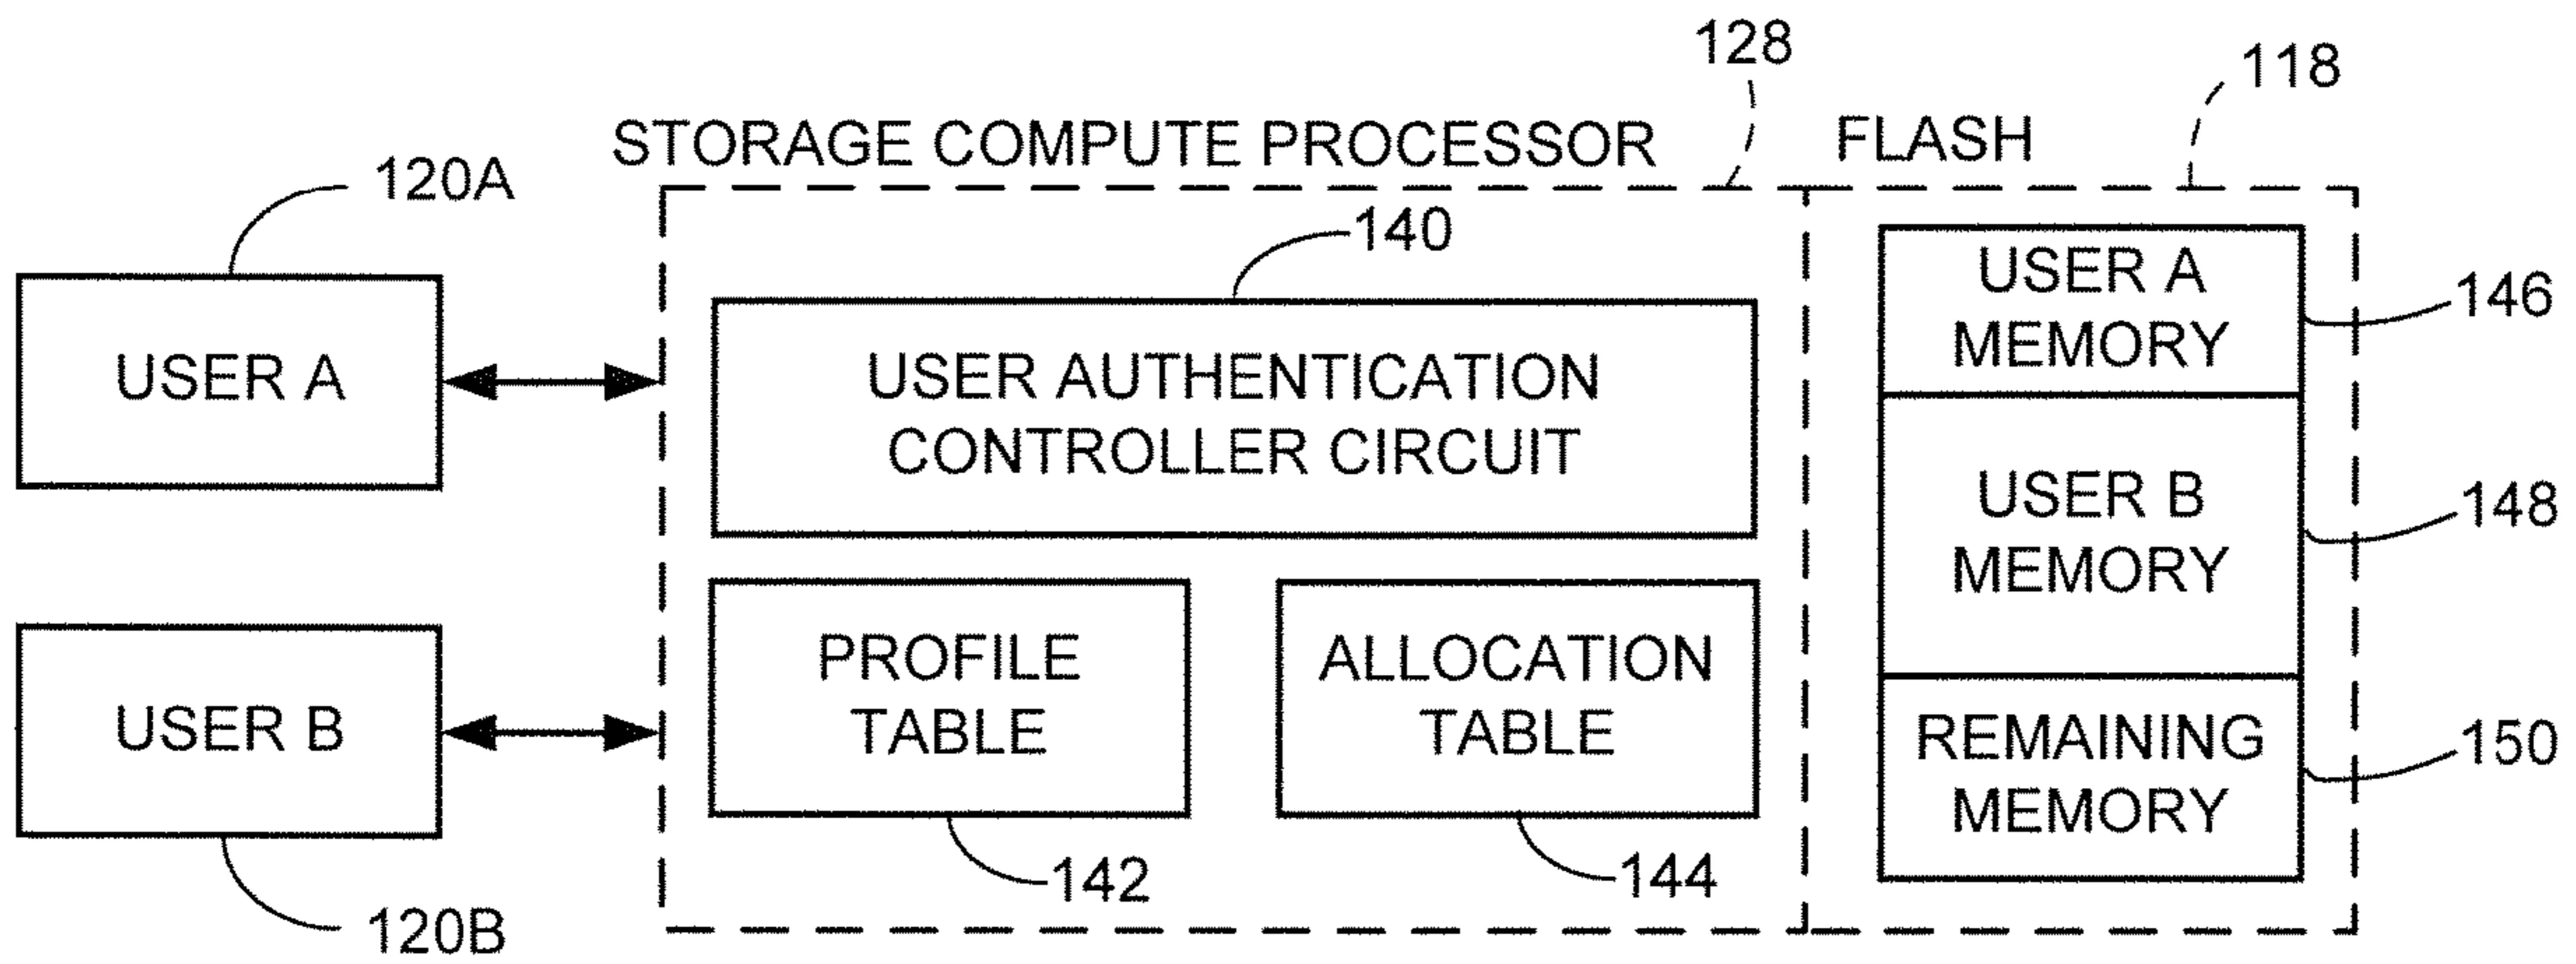 128
118
STORAGE COMPUTE PROCESSOR
FLASH
120A
140
USER A
MEMORY
146
USER A
USER AUTHENTICATION
CONTROLLER CIRCUIT
USER B
MEMORY
148
USER B
PROFILE
TABLE
ALLOCATION
TABLE
REMAINING
MEMORY
150
142
144
120B